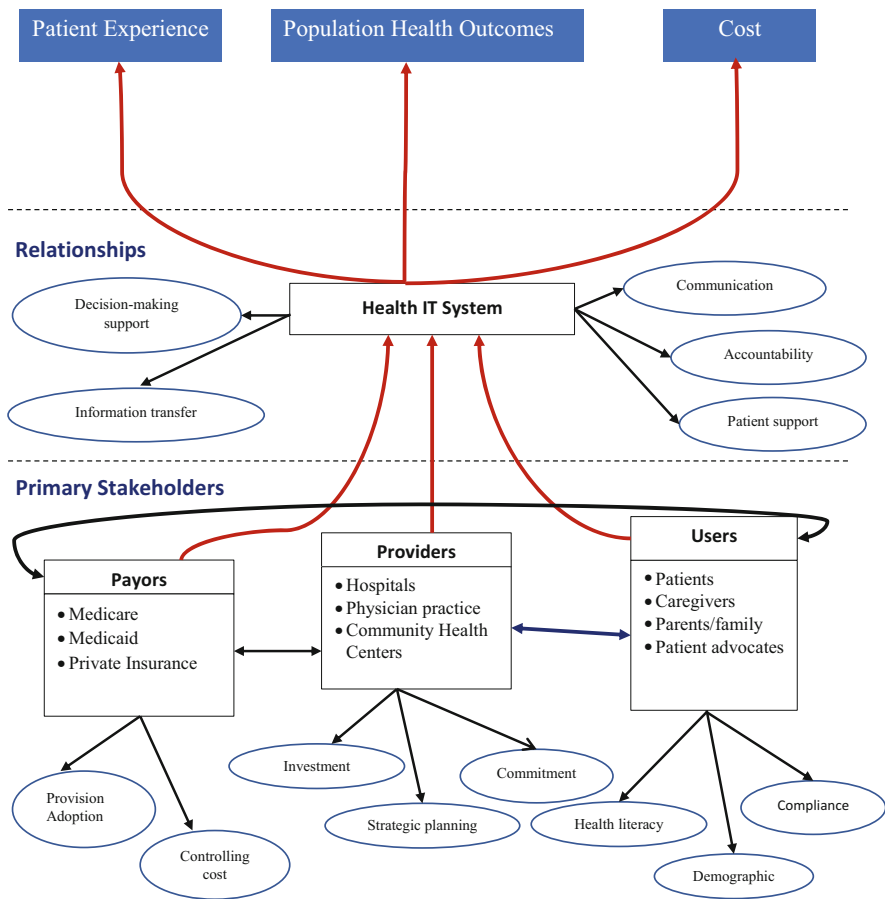 Patient Experience
Population Health Outcomes
Cost
Relationships
Decision-making
support
Health IT System
Communication
Accountability
Information transfer
Patient support
Primary Stakeholders
Payors
• Medicare
• Medicaid
• Private Insurance
Providers
• Hospitals
• Physician practice
• Community Health
Centers
Users
• Patients
• Caregivers
• Parents/family
• Patient advocates
Provision
Adoption
Controlling
cost
Investment
Strategic planning
Commitment
Health literacy
Demographic
Compliance